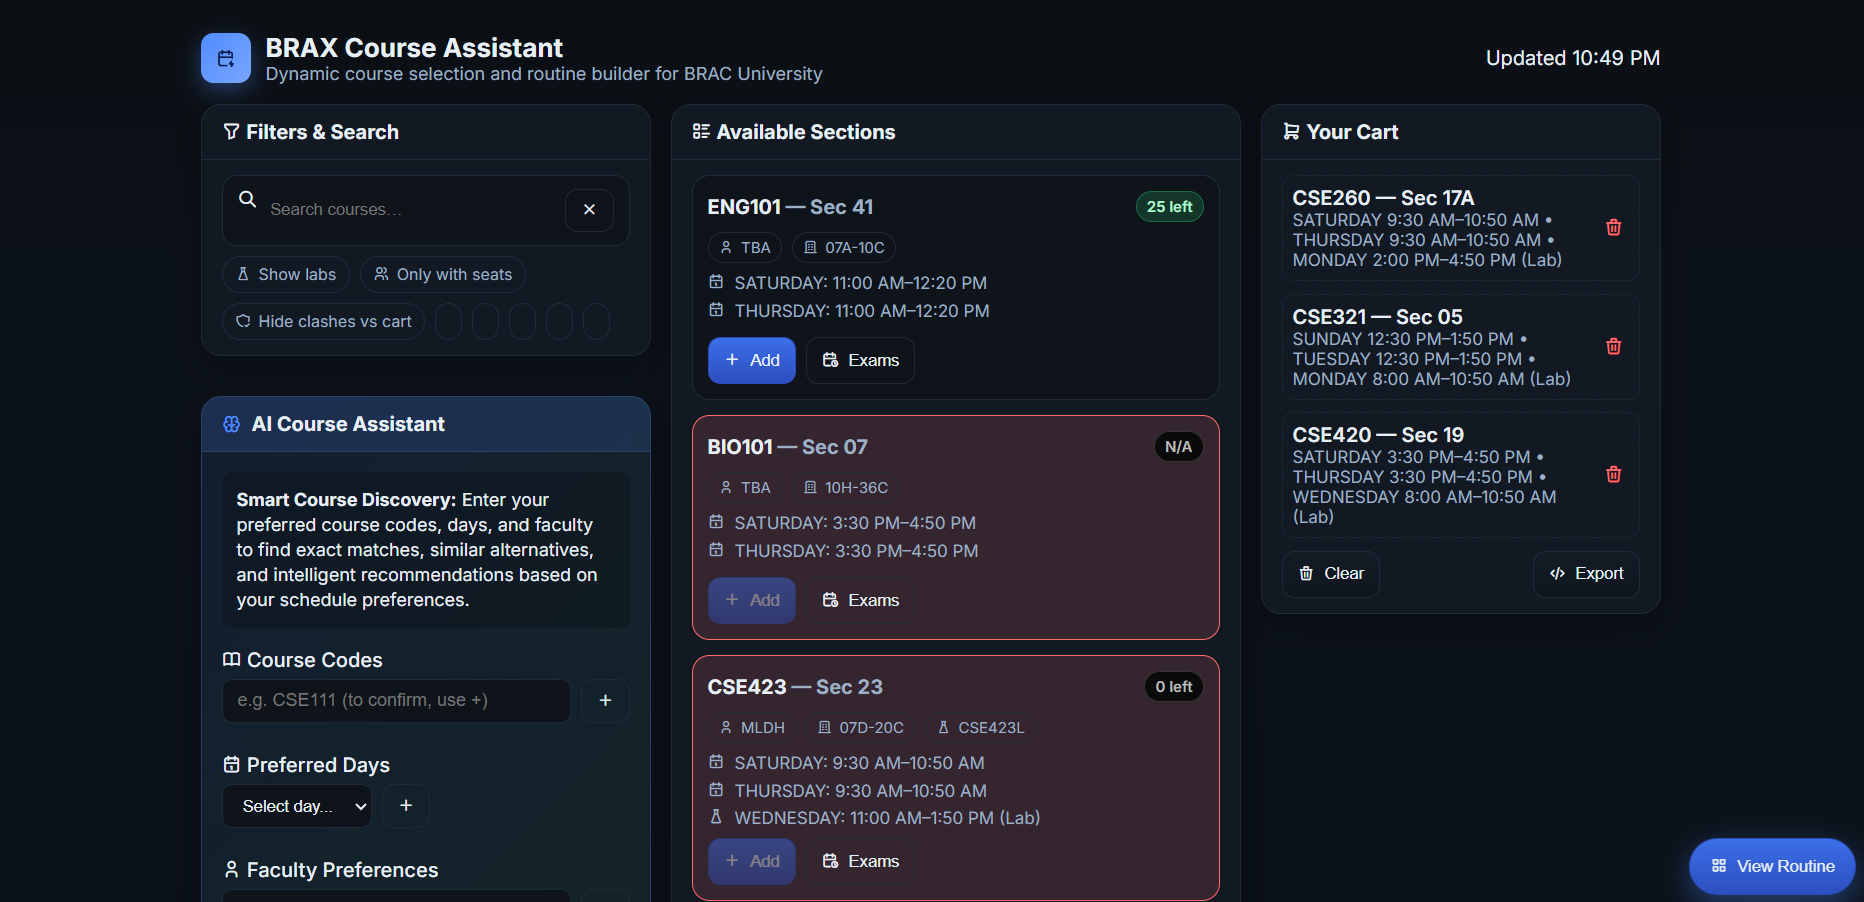 BRAX Course Assistant
Dynamic course selection and routine builder for BRAC University
Updated 10:49 PM
Filters & Search
Search courses...
Show labs
Only with seats
Hide clashes vs cart
AI Course Assistant
Smart Course Discovery: Enter your
preferred course codes, days, and faculty
to find exact matches, similar alternatives,
and intelligent recommendations based on
your schedule preferences.
Course Codes
e.g. CSE111 (to confirm, use +)
+
Preferred Days
Select day...
+
Faculty Preferences
Available Sections
ENG101 — Sec 41
25 left
TBA
07A-10C
SATURDAY: 11:00 AM–12:20 PM
THURSDAY: 11:00 AM–12:20 PM
+ Add
Exams
BIO101 — Sec 07
N/A
TBA
10H-36C
SATURDAY: 3:30 PM–4:50 PM
THURSDAY: 3:30 PM–4:50 PM
+ Add
Exams
CSE423 — Sec 23
0 left
MLDH
07D-20C
CSE423L
SATURDAY: 9:30 AM–10:50 AM
THURSDAY: 9:30 AM–10:50 AM
WEDNESDAY: 11:00 AM–1:50 PM (Lab)
+ Add
Exams
Your Cart
CSE260 — Sec 17A
SATURDAY 9:30 AM–10:50 AM •
THURSDAY 9:30 AM–10:50 AM •
MONDAY 2:00 PM–4:50 PM (Lab)
CSE321 — Sec 05
SUNDAY 12:30 PM–1:50 PM •
TUESDAY 12:30 PM–1:50 PM •
MONDAY 8:00 AM–10:50 AM (Lab)
CSE420 — Sec 19
SATURDAY 3:30 PM–4:50 PM •
THURSDAY 3:30 PM–4:50 PM •
WEDNESDAY 8:00 AM–10:50 AM
(Lab)
Clear
Export
View Routine